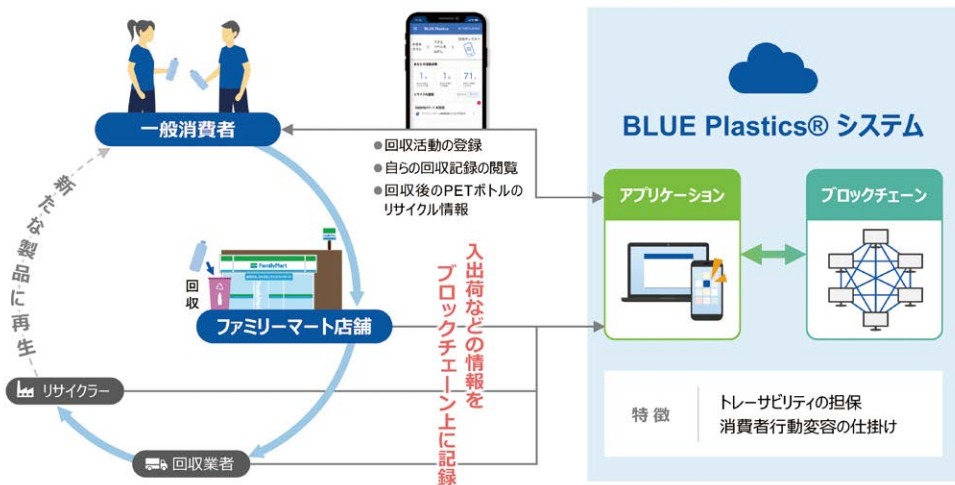 BLUE Plastics
1
1
71
一般消費者
●回収活動の登録
●自らの回収記録の閲覧
●回収後のPETボトルの
リサイクル情報
新たな製品に再生
回収
FamilyMart
ファミリーマート店舗
リサイクラー
回収業者
入出荷などの情報を
ブロックチェーン上に記録
BLUE Plastics® システム
アプリケーション
ブロックチェーン
特徴
トレーサビリティの担保
消費者行動変容の仕掛け